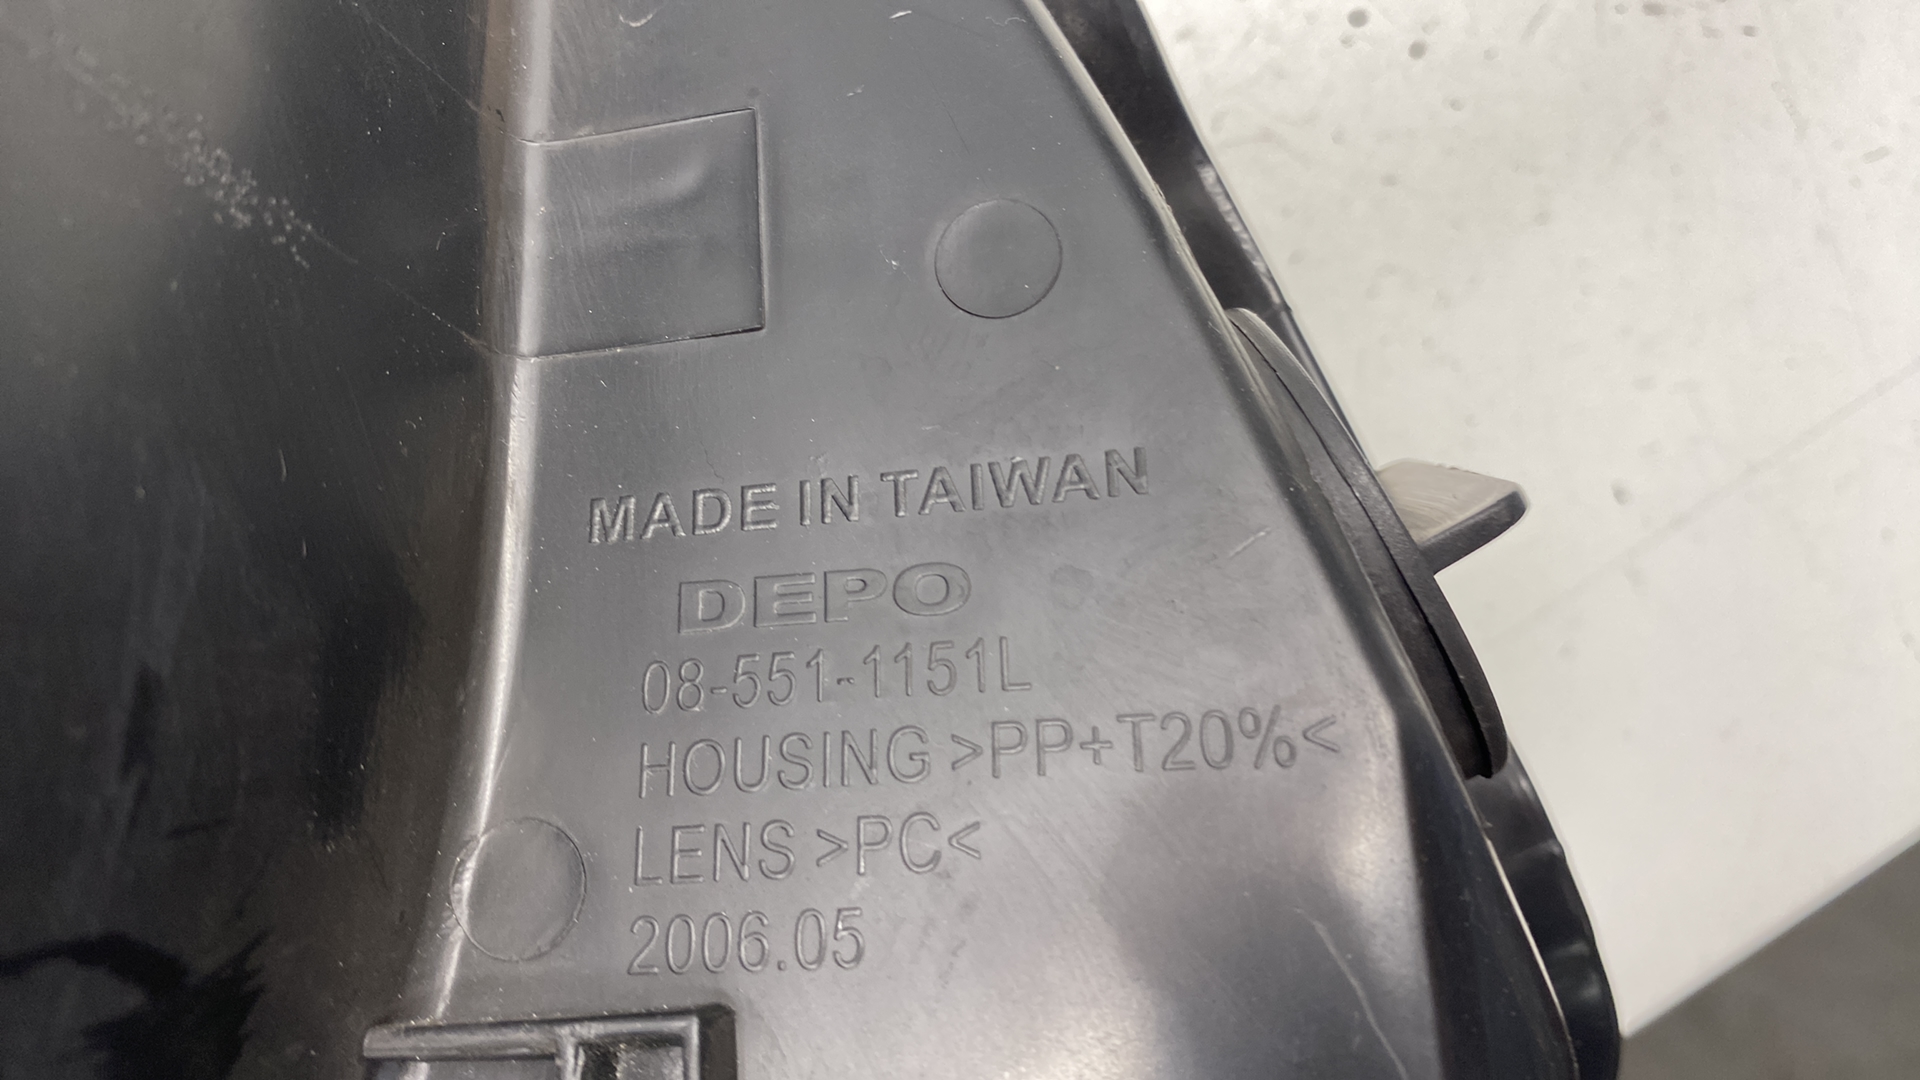 MADE IN TAIWAN
DEPO
08-551-1151L
HOUSING >PP+T20%<
LENS >PC<
2006.05